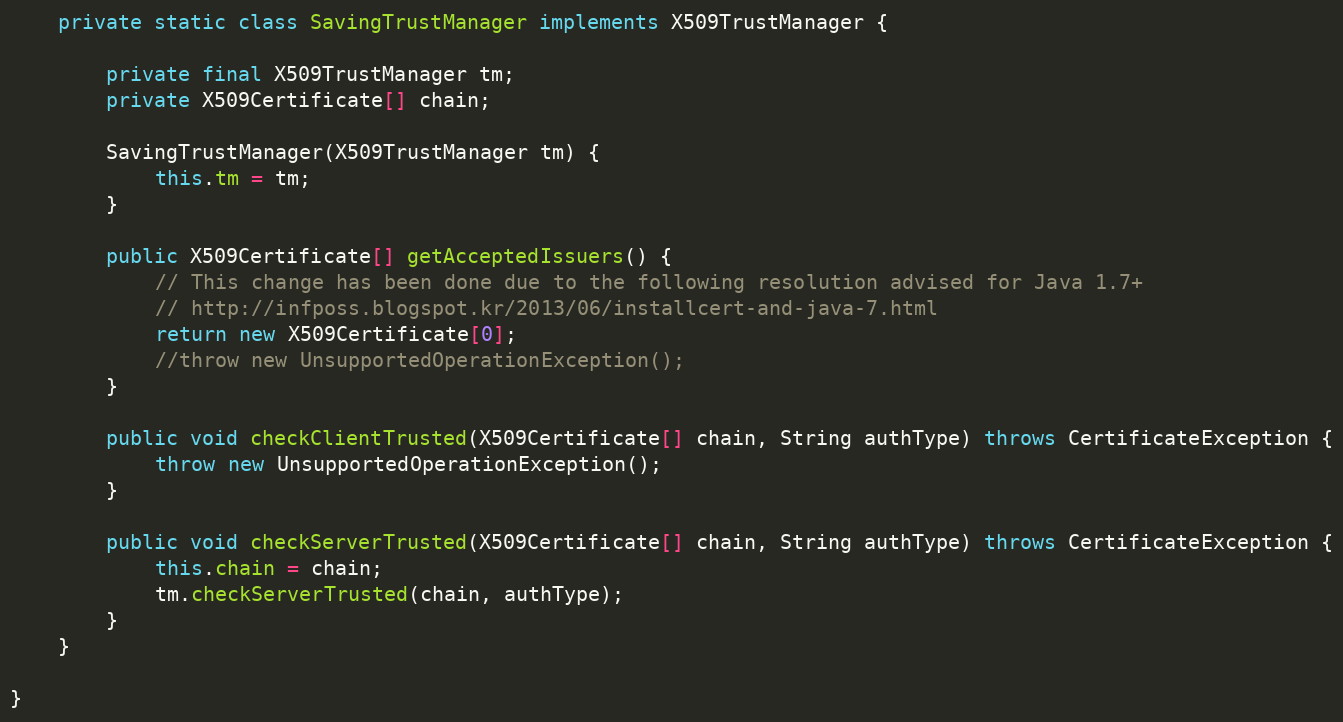 private static class SavingTrustManager implements X509TrustManager {
private final X509TrustManager tm;
private X509Certificate[] chain;
SavingTrustManager(X509TrustManager tm) {
this.tm = tm;
}
public X509Certificate[] getAcceptedIssuers() {
// This change has been done due to the following resolution advised for Java 1.7+
// http://infposs.blogspot.kr/2013/06/installcert-and-java-7.html
return new X509Certificate[0];
//throw new UnsupportedOperationException();
}
public void checkClientTrusted(X509Certificate[] chain, String authType) throws CertificateException {
throw new UnsupportedOperationException();
}
public void checkServerTrusted(X509Certificate[] chain, String authType) throws CertificateException {
this.chain = chain;
tm.checkServerTrusted(chain, authType);
}
}
}